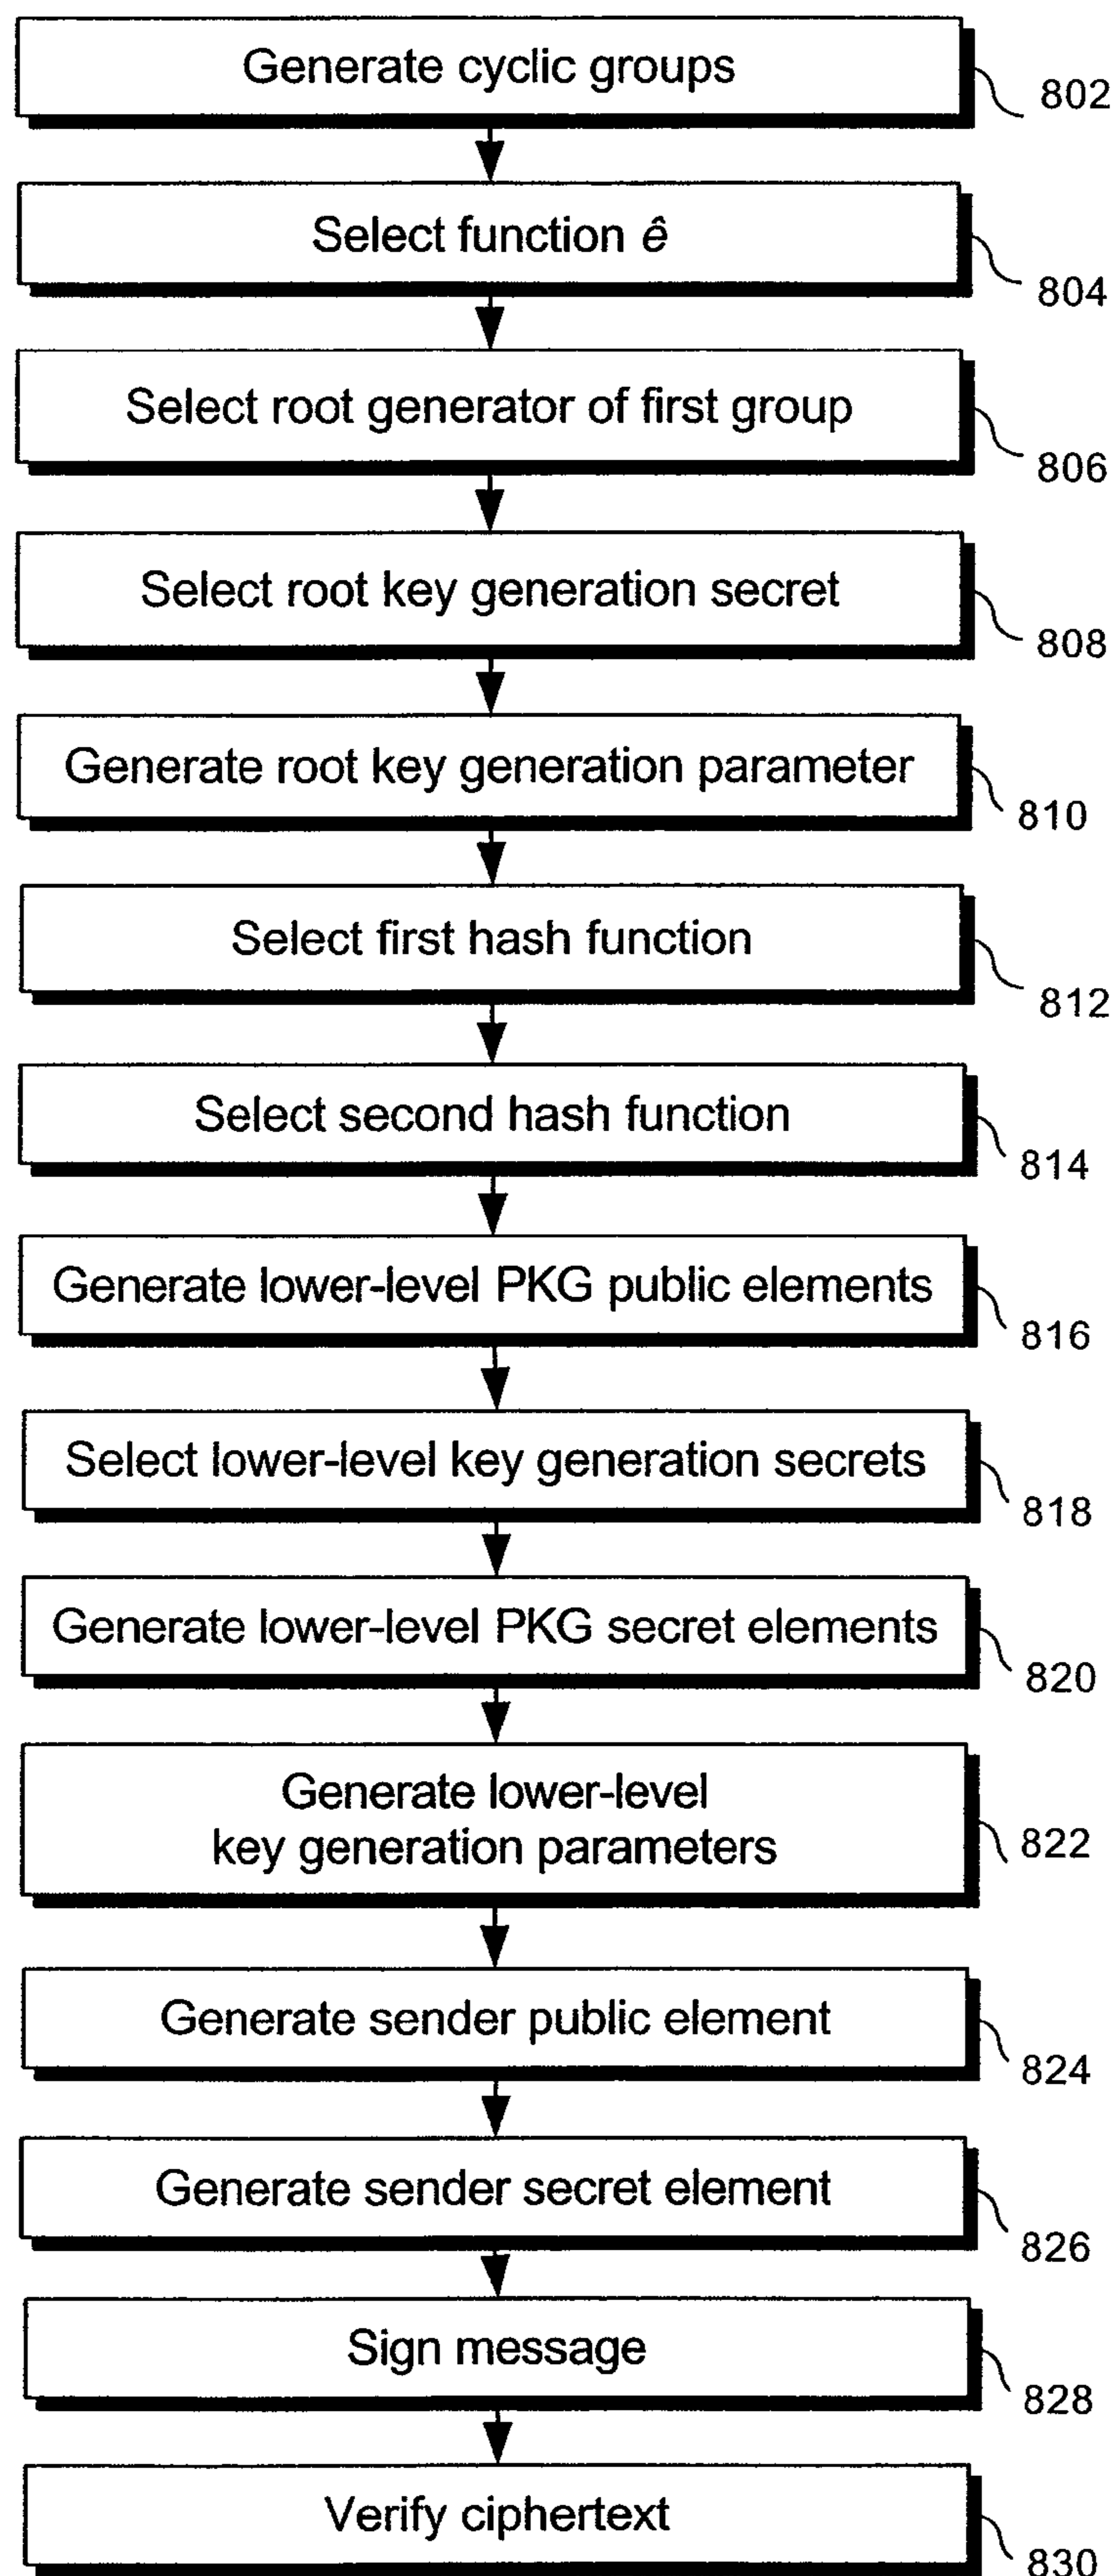 Generate cyclic groups
802
Select function ê
804
Select root generator of first group
806
Select root key generation secret
808
Generate root key generation parameter
810
Select first hash function
812
Select second hash function
814
Generate lower-level PKG public elements
816
Select lower-level key generation secrets
818
Generate lower-level PKG secret elements
820
Generate lower-level
key generation parameters
822
Generate sender public element
824
Generate sender secret element
826
Sign message
828
Verify ciphertext
830